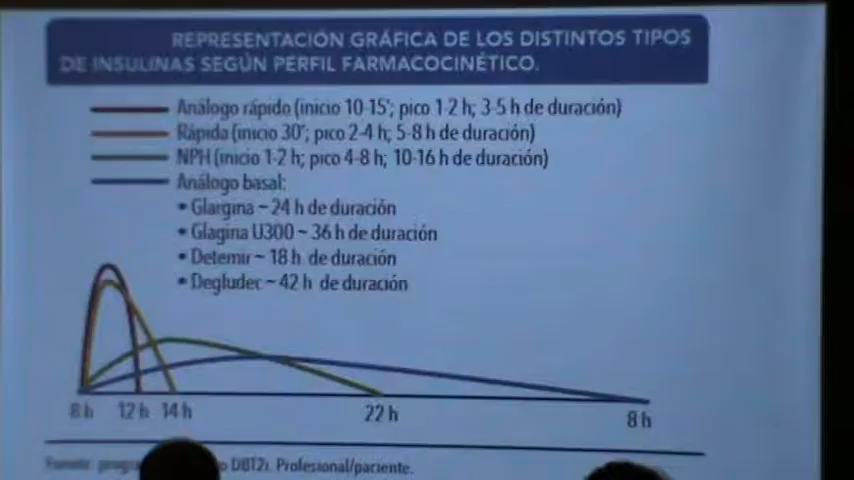 REPRESENTACIÓN GRÁFICA DE LOS DISTINTOS TIPOS
DE INSULINAS SEGÚN PERFIL FARMACOCINÉTICO.
Análogo rápido (inicio 10-15'; pico 1-2 h; 3-5 h de duración)
Rápida (inicio 30'; pico 2-4 h; 5-8 h de duración)
NPH (inicio 1-2 h; pico 4-8 h; 10-16 h de duración)
Análogo basal:
• Glargina ~ 24 h de duración
• Glagina U300 ~ 36 h de duración
• Detemir ~ 18 h de duración
• Degludec ~ 42 h de duración
8 h 12 h 14 h 22 h 8 h
Fuente: DBT2i. Profesional/paciente.